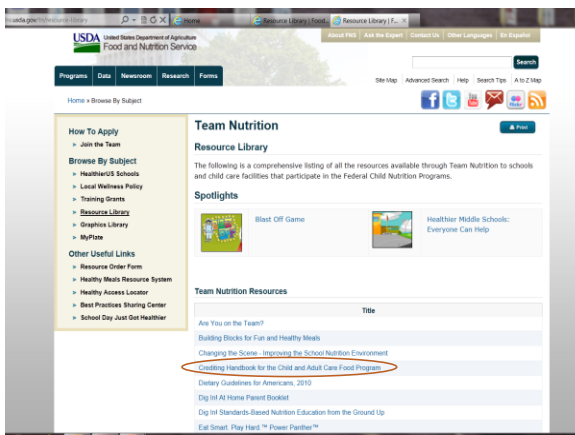 usda.gov/tn/resource-library
Home
Resource Library | Food...
Resource Library | F...
USDA United States Department of Agriculture
Food and Nutrition Service
About FNS Ask the Expert Contact Us Other Languages En Español
Search
Programs Data Newsroom Research Forms
Site Map Advanced Search Help Search Tips A to Z Map
Home » Browse By Subject
How To Apply
Join the Team
Browse By Subject
HealthierUS Schools
Local Wellness Policy
Training Grants
Resource Library
Graphics Library
MyPlate
Other Useful Links
Resource Order Form
Healthy Meals Resource System
Healthy Access Locator
Best Practices Sharing Center
School Day Just Got Healthier
Team Nutrition
Print
Resource Library
The following is a comprehensive listing of all the resources available through Team Nutrition to schools
and child care facilities that participate in the Federal Child Nutrition Programs.
Spotlights
Blast Off Game
Healthier Middle Schools:
Everyone Can Help
Team Nutrition Resources
Title
Are You on the Team?
Building Blocks for Fun and Healthy Meals
Changing the Scene - Improving the School Nutrition Environment
Crediting Handbook for the Child and Adult Care Food Program
Dietary Guidelines for Americans, 2010
Dig In! At Home Parent Booklet
Dig In! Standards-Based Nutrition Education from the Ground Up
Eat Smart. Play Hard.™ Power Panther™